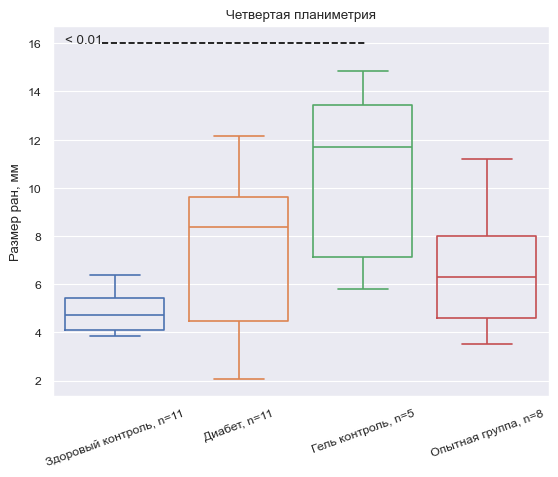 Четвертая планиметрия
< 0.01
Размер ран, мм
16
14
12
10
8
6
4
2
Здоровый контроль, n=11
Диабет, n=11
Гель контроль, n=5
Опытная группа, n=8